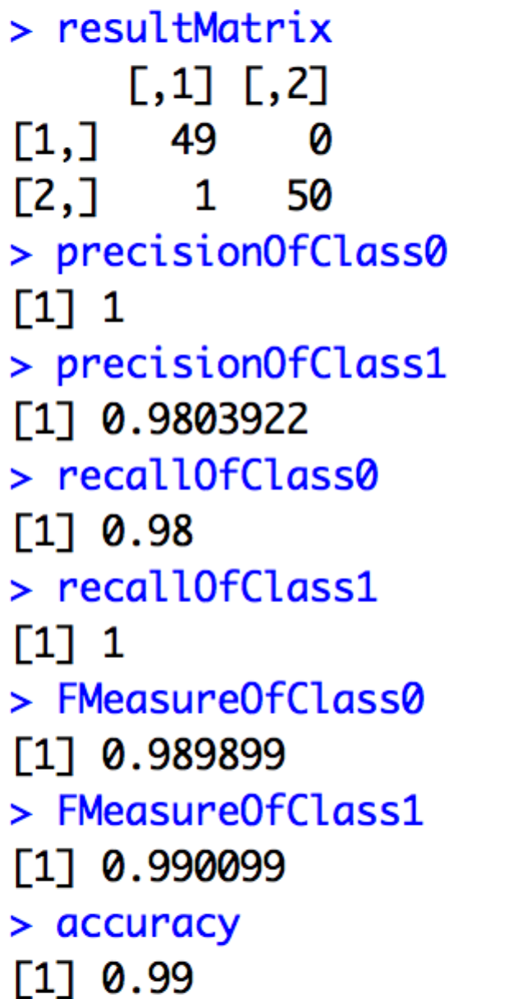 > resultMatrix
     [,1] [,2]
[1,]   49    0
[2,]    1   50
> precisionOfClass0
[1] 1
> precisionOfClass1
[1] 0.9803922
> recallOfClass0
[1] 0.98
> recallOfClass1
[1] 1
> FMeasureOfClass0
[1] 0.989899
> FMeasureOfClass1
[1] 0.990099
> accuracy
[1] 0.99